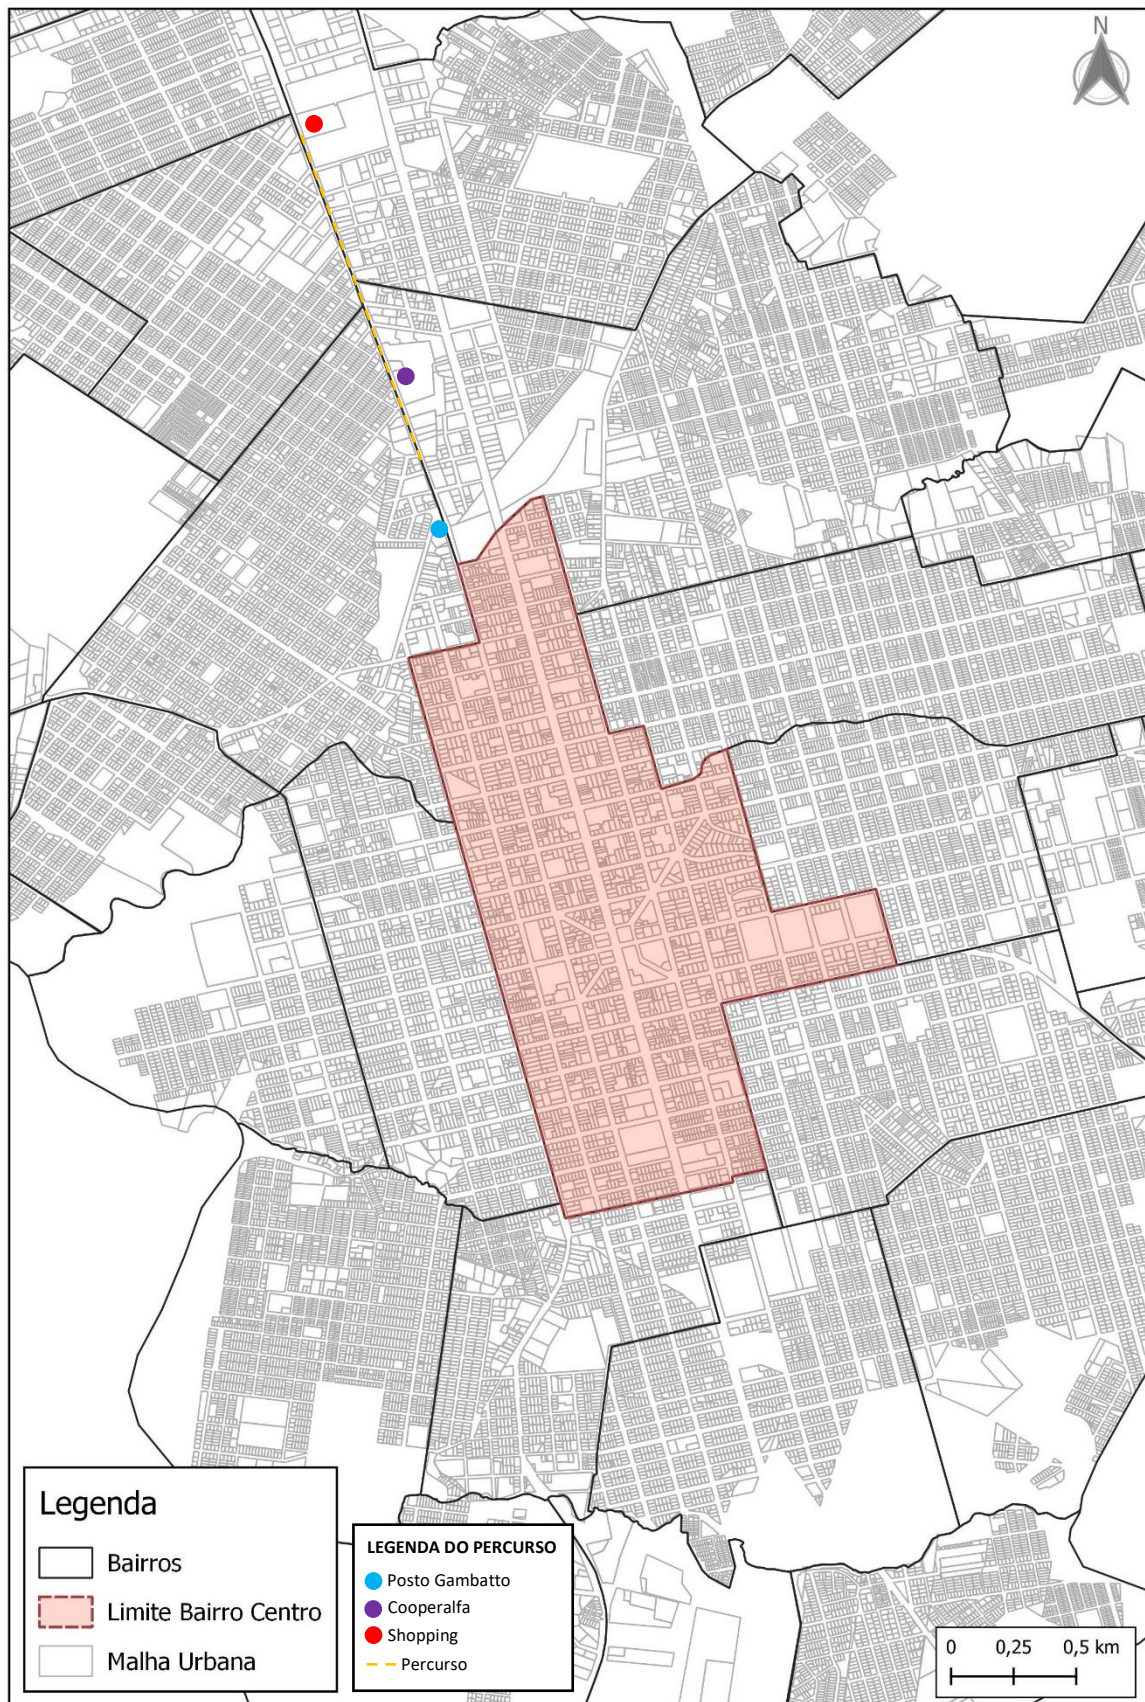 N
Legenda
Bairros
Limite Bairro Centro
Malha Urbana
LEGENDA DO PERCURSO
Posto Gambatto
Cooperalfa
Shopping
Percurso
0 0,25 0,5 km